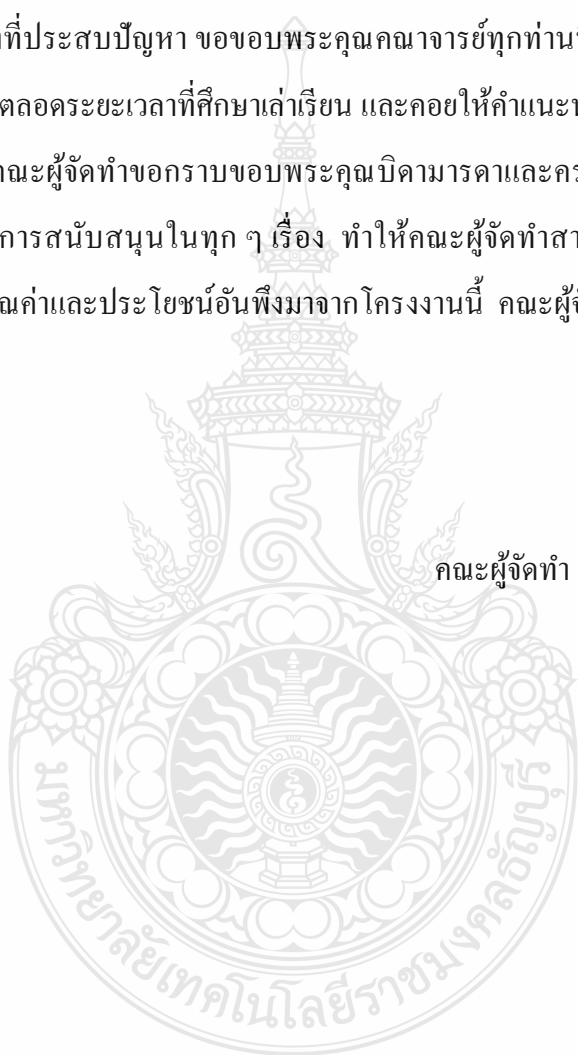 ที่ประสบปัญหา ขอขอบพระคุณคณาจารย์ทุกท่าน
ตลอดระยะเวลาที่ศึกษาเล่าเรียน และคอยให้คำแนะ
คณะผู้จัดทำขอกราบขอบพระคุณบิดามารดาและ
การสนับสนุนในทุก ๆ เรื่อง ทำให้คณะผู้จัดทำ
ค่าและประโยชน์อันพึงมาจากโครงงานนี้ คณะผู้
คณะผู้จัดทำ
มหาวิทยาลัยเทคโนโลยีราชมงคลธัญบุรี